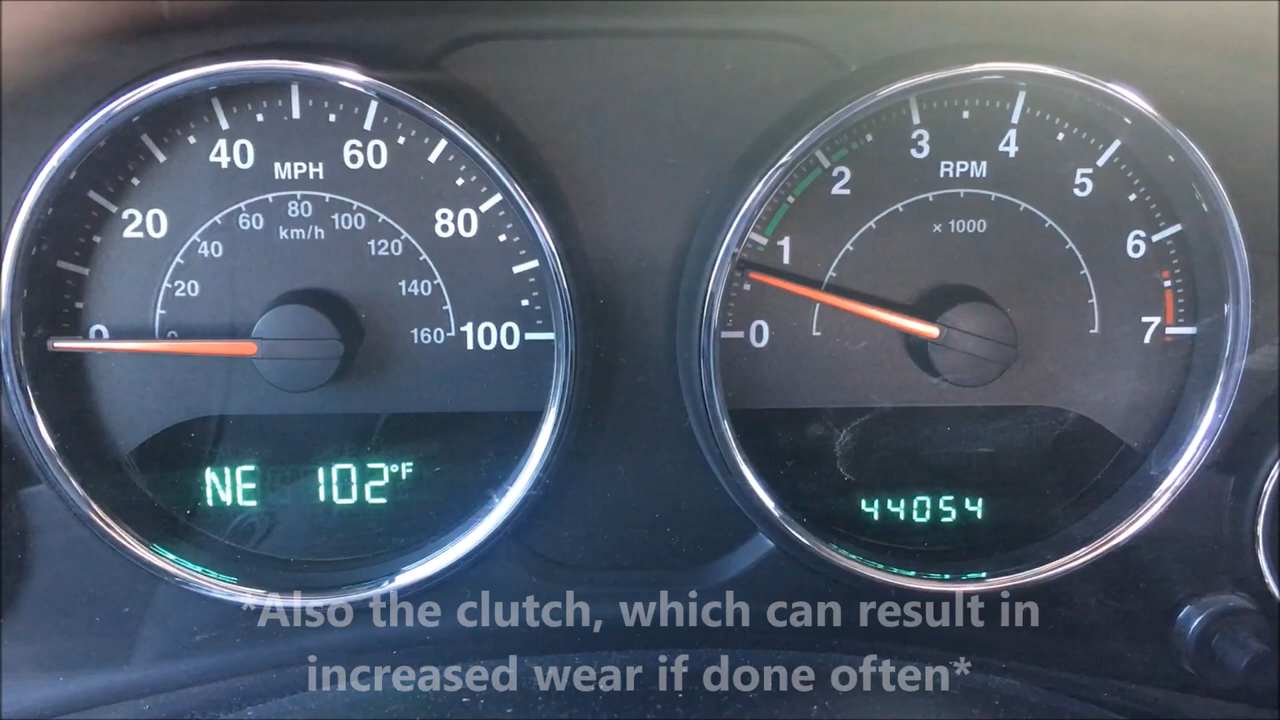 40 MPH 60
20 80
60 80 100
km/h
40 120
20 140
0 0 160 100
NE 102°F
3 4
2 RPM 5
1 x 1000 6
0 7
44054
*Also the clutch, which can result in
increased wear if done often*